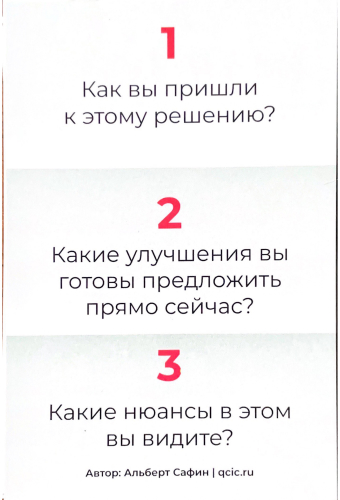 1
Как вы пришли
к этому решению?
2
Какие улучшения вы
готовы предложить
прямо сейчас?
3
Какие нюансы в этом
вы видите?
Автор: Альберт Сафин | qcic.ru